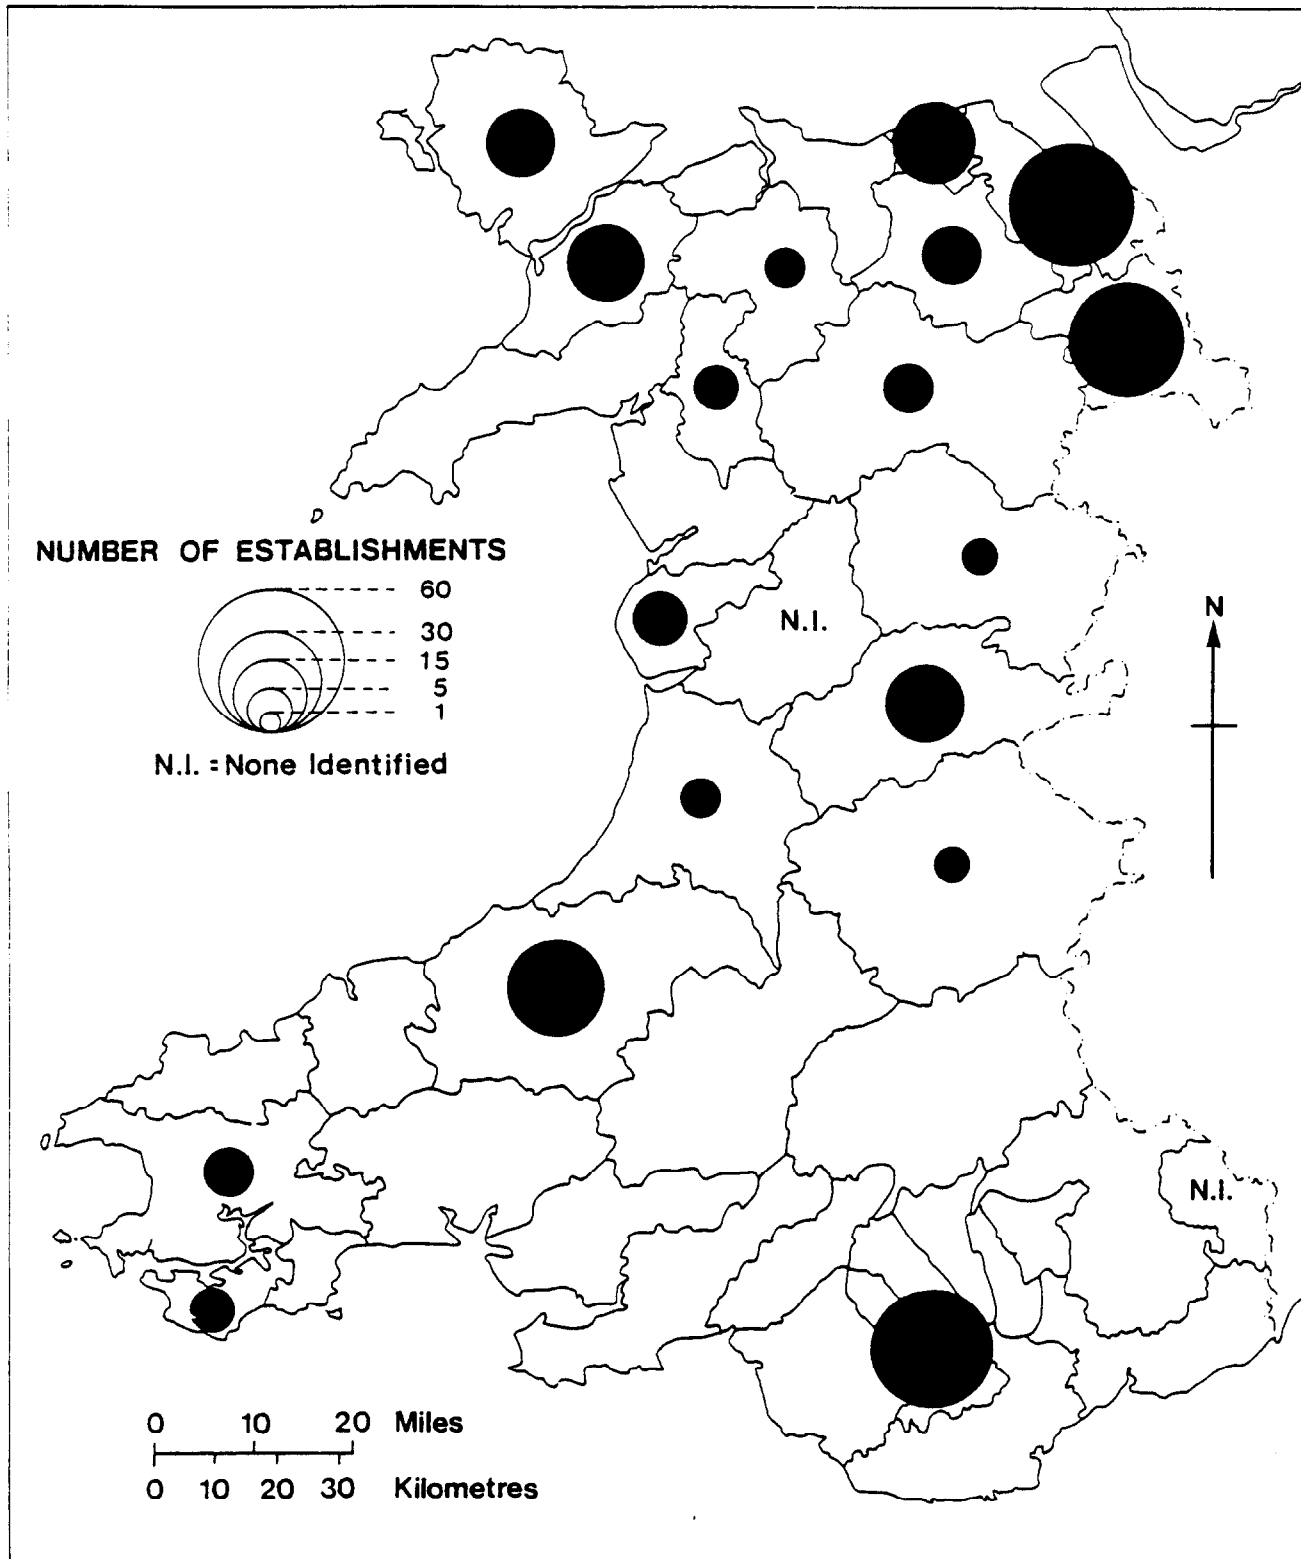 NUMBER OF ESTABLISHMENTS
60
30
15
5
1
N.I. = None Identified
N.I.
N
N.I.
0 10 20 Miles
0 10 20 30 Kilometres